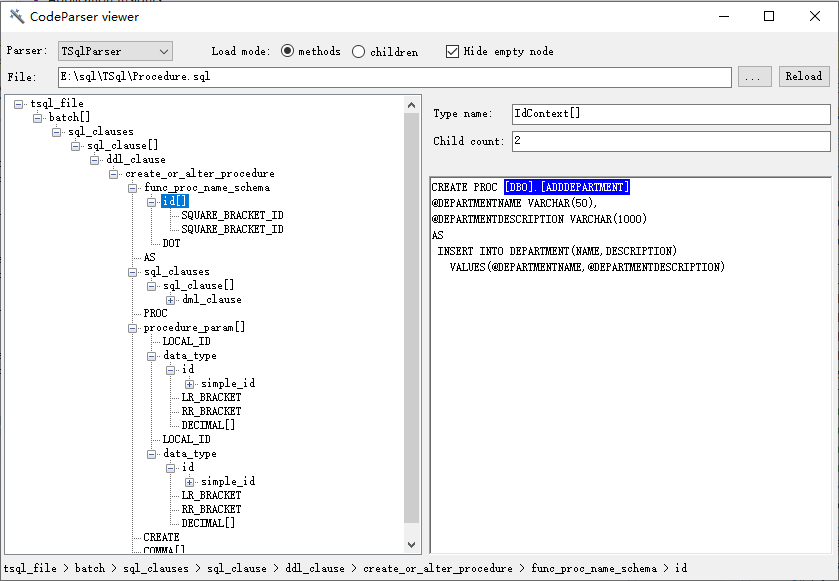 CodeParser viewer
Parser: TSqlParser Load mode: methods children Hide empty node
File: E:\sql\TSql\Procedure.sql ... Reload
tsql_file
batch[]
sql_clauses
sql_clause[]
ddl_clause
create_or_alter_procedure
func_proc_name_schema
id[]
SQUARE_BRACKET_ID
SQUARE_BRACKET_ID
DOT
AS
sql_clauses
sql_clause[]
dml_clause
PROC
procedure_param[]
LOCAL_ID
data_type
id
simple_id
LR_BRACKET
RR_BRACKET
DECIMAL[]
LOCAL_ID
data_type
id
simple_id
LR_BRACKET
RR_BRACKET
DECIMAL[]
CREATE
COMMA[]
Type name: IdContext[]
Child count: 2
CREATE PROC [DBO].[ADDDEPARTMENT]
@DEPARTMENTNAME VARCHAR(50),
@DEPARTMENTDESCRIPTION VARCHAR(1000)
AS
INSERT INTO DEPARTMENT(NAME,DESCRIPTION)
VALUES(@DEPARTMENTNAME,@DEPARTMENTDESCRIPTION)
tsql_file > batch > sql_clauses > sql_clause > ddl_clause > create_or_alter_procedure > func_proc_name_schema > id